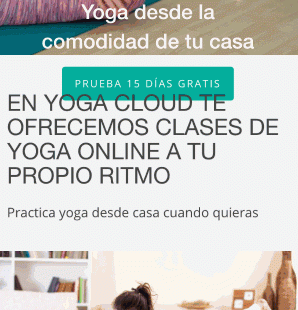 Yoga desde la
comodidad de tu casa
PRUEBA 15 DÍAS GRATIS
EN YOGA CLOUD TE
OFRECEMOS CLASES DE
YOGA ONLINE A TU
PROPIO RITMO
Practica yoga desde casa cuando quieras